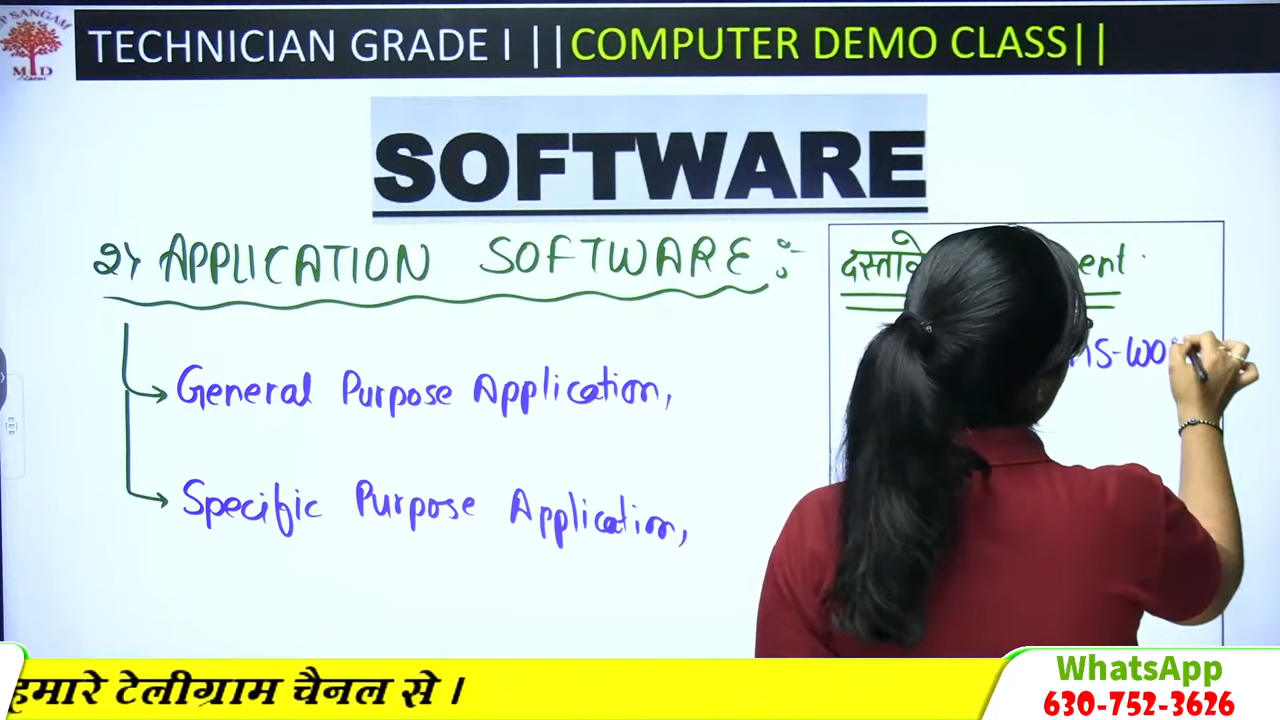 P SANGAM
M D
TECHNICIAN GRADE I ||COMPUTER DEMO CLASS||
SOFTWARE
2) APPLICATION SOFTWARE :-
General Purpose Application,
Specific Purpose Application,
हमारे टेलीग्राम चैनल से ।
WhatsApp
630-752-3626